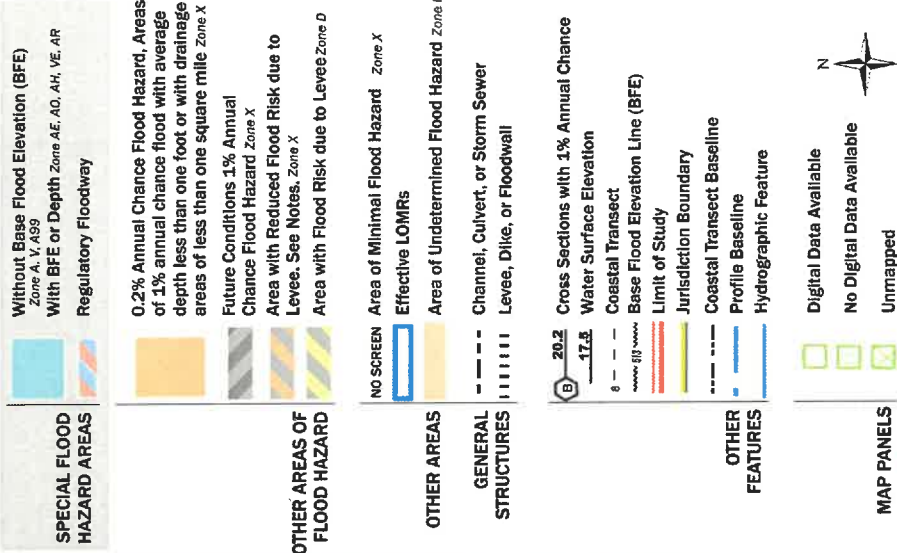 SPECIAL FLOOD
HAZARD AREAS
Without Base Flood Elevation (BFE)
Zone A, V, A99
With BFE or Depth Zone AE, AO, AH, VE, AR
Regulatory Floodway
OTHER AREAS OF
FLOOD HAZARD
0.2% Annual Chance Flood Hazard, Areas
of 1% annual chance flood with average
depth less than one foot or with drainage
areas of less than one square mile Zone X
Future Conditions 1% Annual
Chance Flood Hazard Zone X
Area with Reduced Flood Risk due to
Levee. See Notes. Zone X
Area with Flood Risk due to Levee Zone D
OTHER AREAS
NO SCREEN Area of Minimal Flood Hazard Zone X
Effective LOMRs
Area of Undetermined Flood Hazard Zone
GENERAL
STRUCTURES
Channel, Culvert, or Storm Sewer
Levee, Dike, or Floodwall
OTHER
FEATURES
B 20.2 Cross Sections with 1% Annual Chance
17.5 Water Surface Elevation
8 Coastal Transect
513 Base Flood Elevation Line (BFE)
Limit of Study
Jurisdiction Boundary
Coastal Transect Baseline
Profile Baseline
Hydrographic Feature
MAP PANELS
Digital Data Available
No Digital Data Available
Unmapped
N